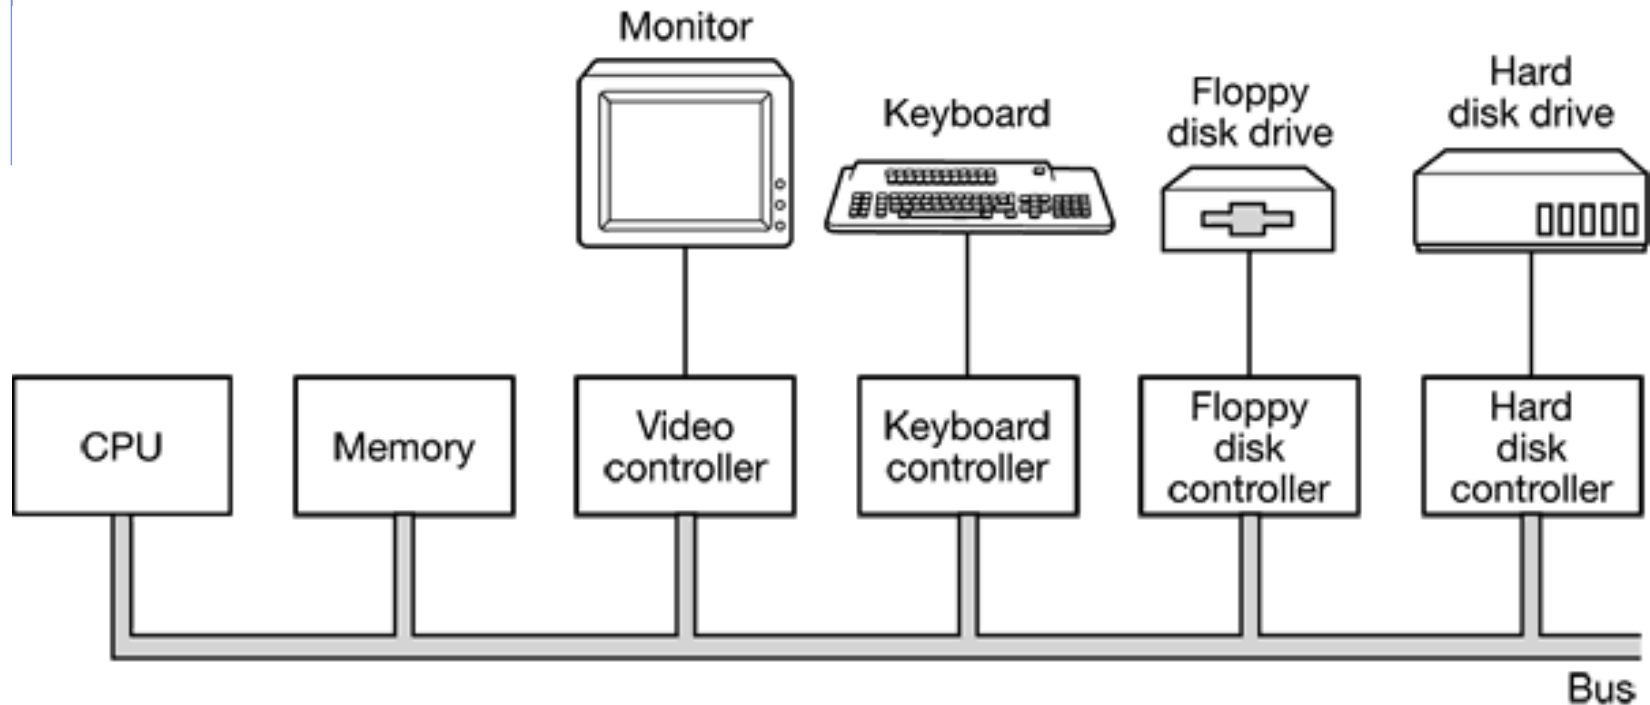 Monitor
Keyboard
Floppy
disk drive
Hard
disk drive
CPU
Memory
Video
controller
Keyboard
controller
Floppy
disk
controller
Hard
disk
controller
Bus